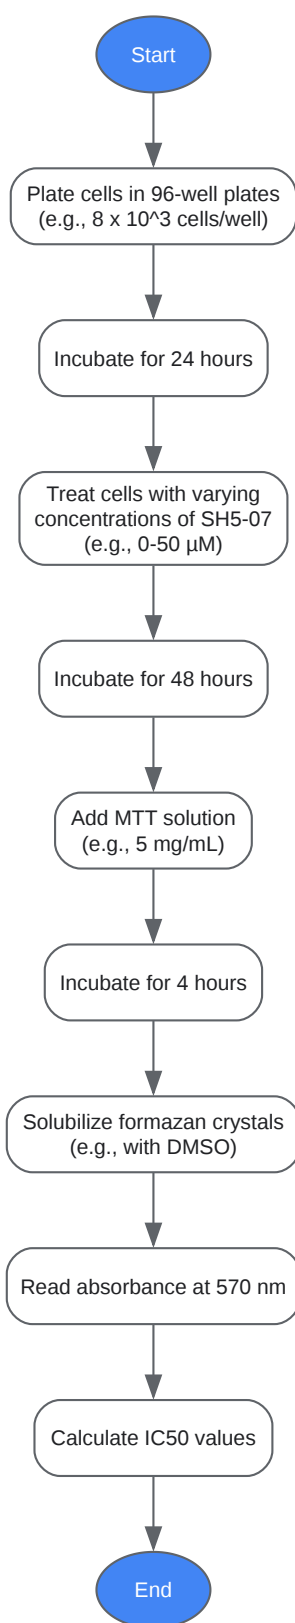 Start
Plate cells in 96-well plates
(e.g., 8 x 10^3 cells/well)
Incubate for 24 hours
Treat cells with varying
concentrations of SH5-07
(e.g., 0-50 µM)
Incubate for 48 hours
Add MTT solution
(e.g., 5 mg/mL)
Incubate for 4 hours
Solubilize formazan crystals
(e.g., with DMSO)
Read absorbance at 570 nm
Calculate IC50 values
End